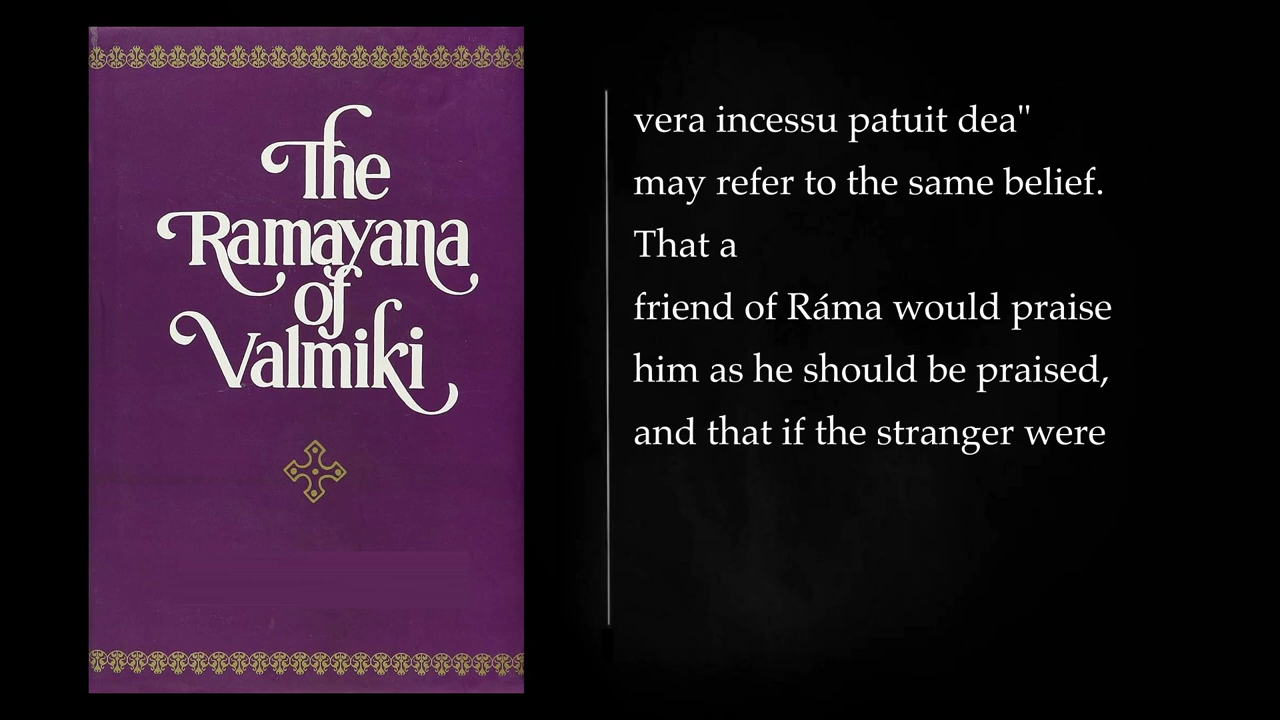 The
Ramayana
of
Valmiki
vera incessu patuit dea"
may refer to the same belief.
That a
friend of Ráma would praise
him as he should be praised,
and that if the stranger were